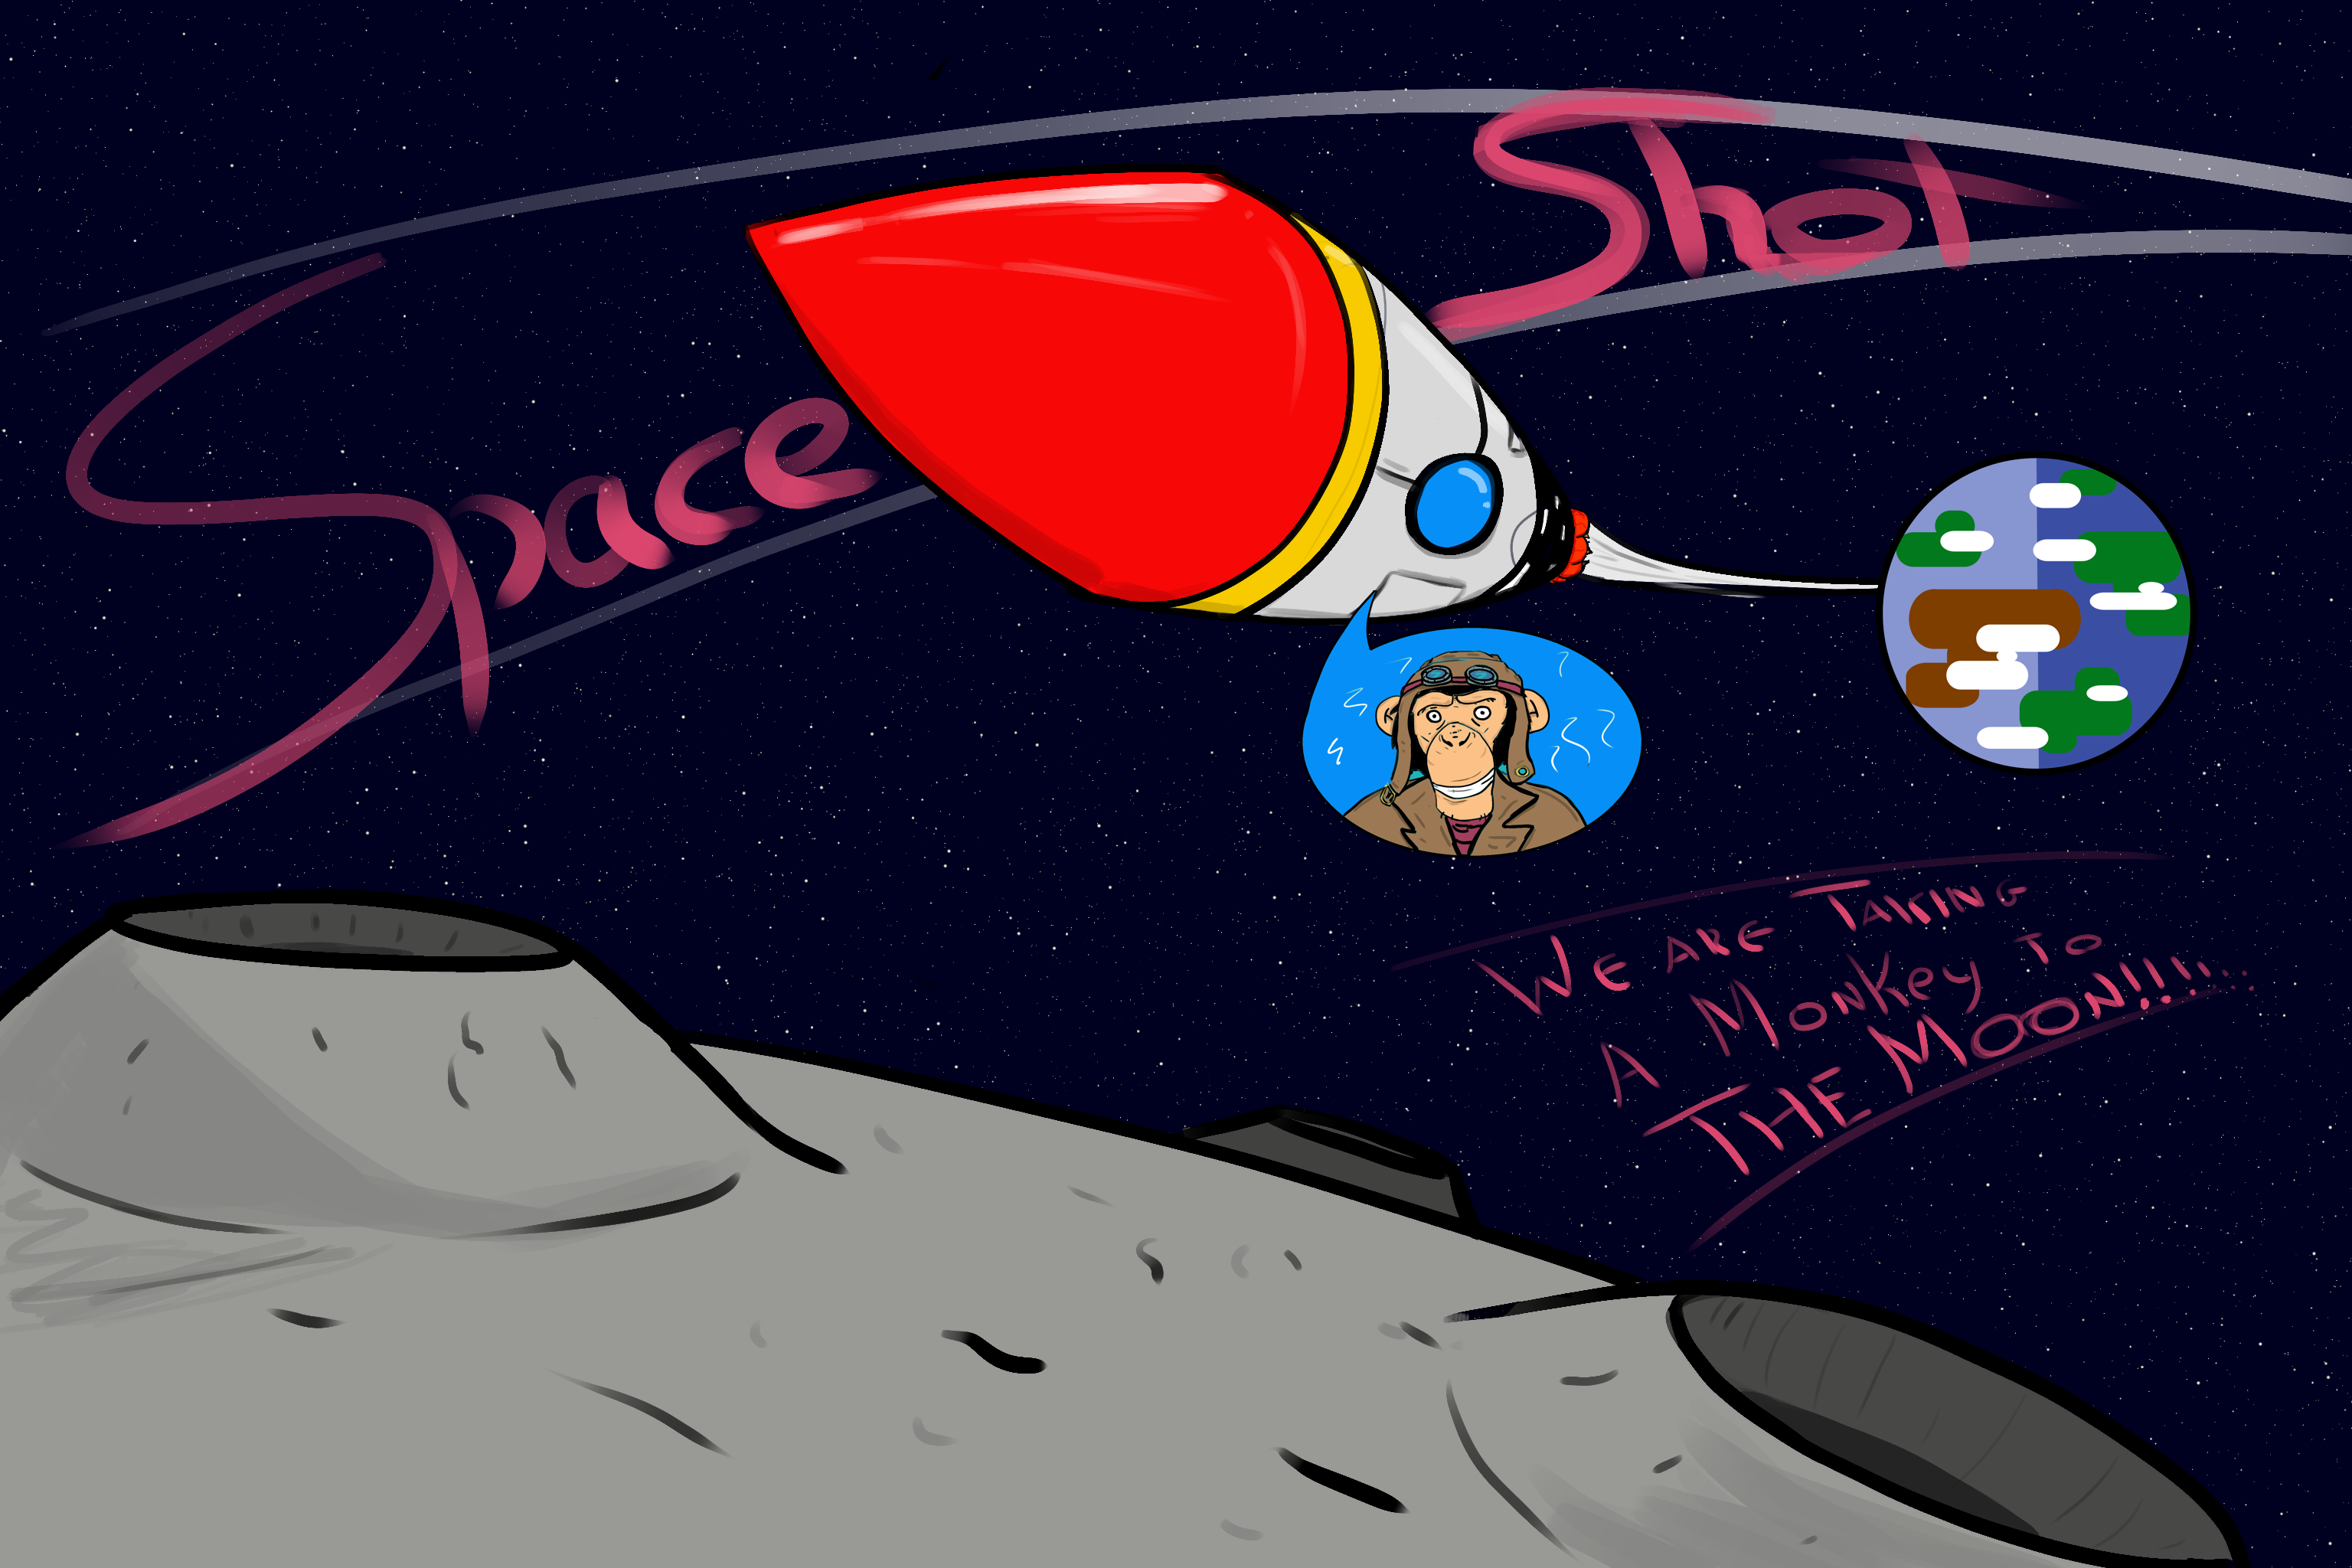 Space Shot
WE ARE TAKING
A MONKEY TO
THE MOON!!!......